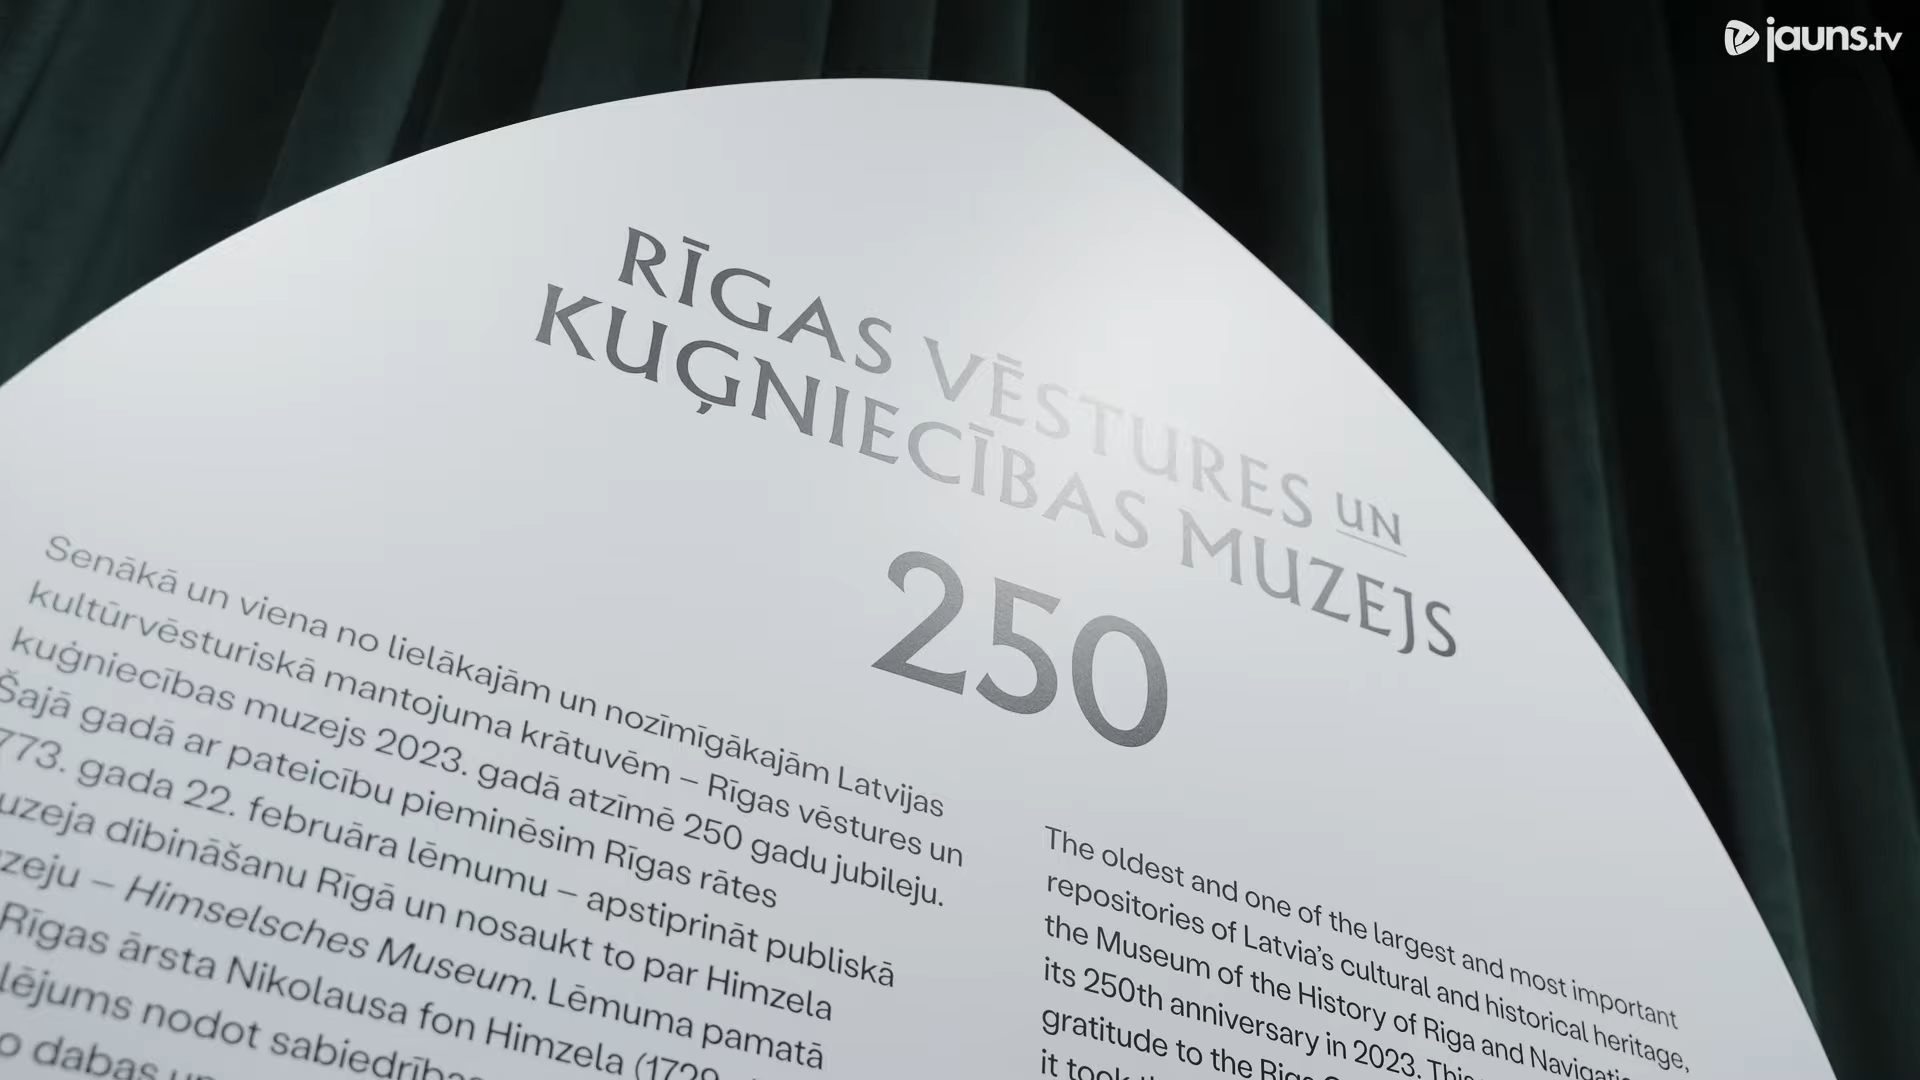 jauns.tv
RĪGAS VĒSTURES UN
KUĢNIECĪBAS MUZEJS
250
Senākā un viena no lielākajām un nozīmīgākajām Latvijas
kultūrvēsturiskā mantojuma krātuvēm – Rīgas vēstures un
kuģniecības muzejs 2023. gadā atzīmē 250 gadu jubileju.
Šajā gadā ar pateicību pieminēsim Rīgas rātes
773. gada 22. februāra lēmumu – apstiprināt publiskā
uzeja dibināšanu Rīgā un nosaukt to par Himzela
zeju – Himselsches Museum. Lēmuma pamatā
Rīgas ārsta Nikolausa fon Himzela (1729
lējums nodot sabiedrības
o dabas un
The oldest and one of the largest and most important
repositories of Latvia's cultural and historical heritage,
the Museum of the History of Riga and Navigati
its 250th anniversary in 2023. This
gratitude to the Riga
it took